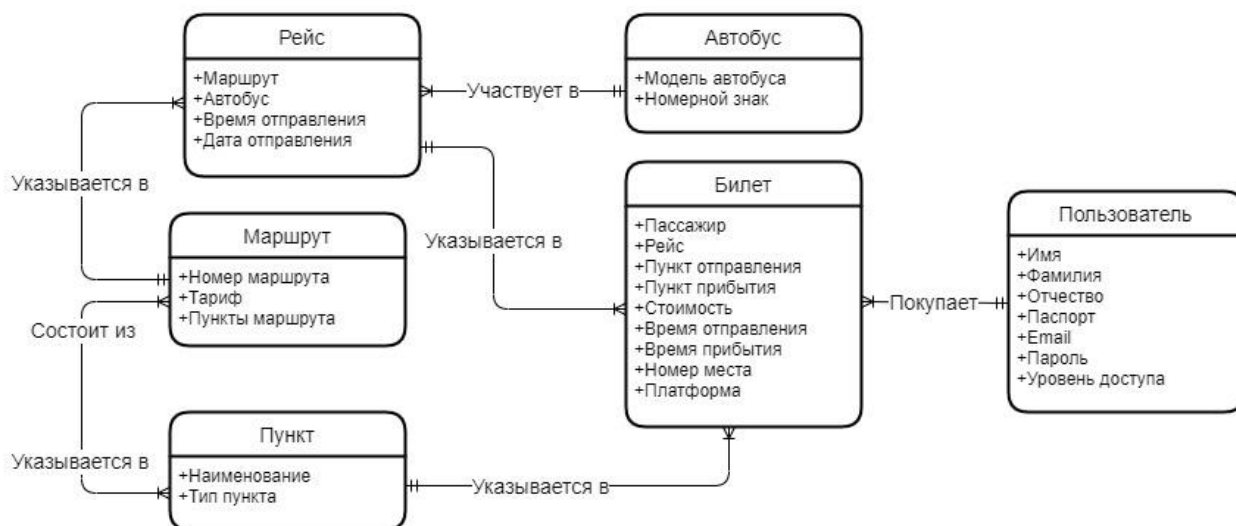 Рейс
+Маршрут
+Автобус
+Время отправления
+Дата отправления
Участвует в
Автобус
+Модель автобуса
+Номерной знак
Указывается в
Маршрут
+Номер маршрута
+Тариф
+Пункты маршрута
Указывается в
Билет
+Пассажир
+Рейс
+Пункт отправления
+Пункт прибытия
+Стоимость
+Время отправления
+Время прибытия
+Номер места
+Платформа
Покупает
Пользователь
+Имя
+Фамилия
+Отчество
+Паспорт
+Email
+Пароль
+Уровень доступа
Состоит из
Указывается в
Пункт
+Наименование
+Тип пункта
Указывается в